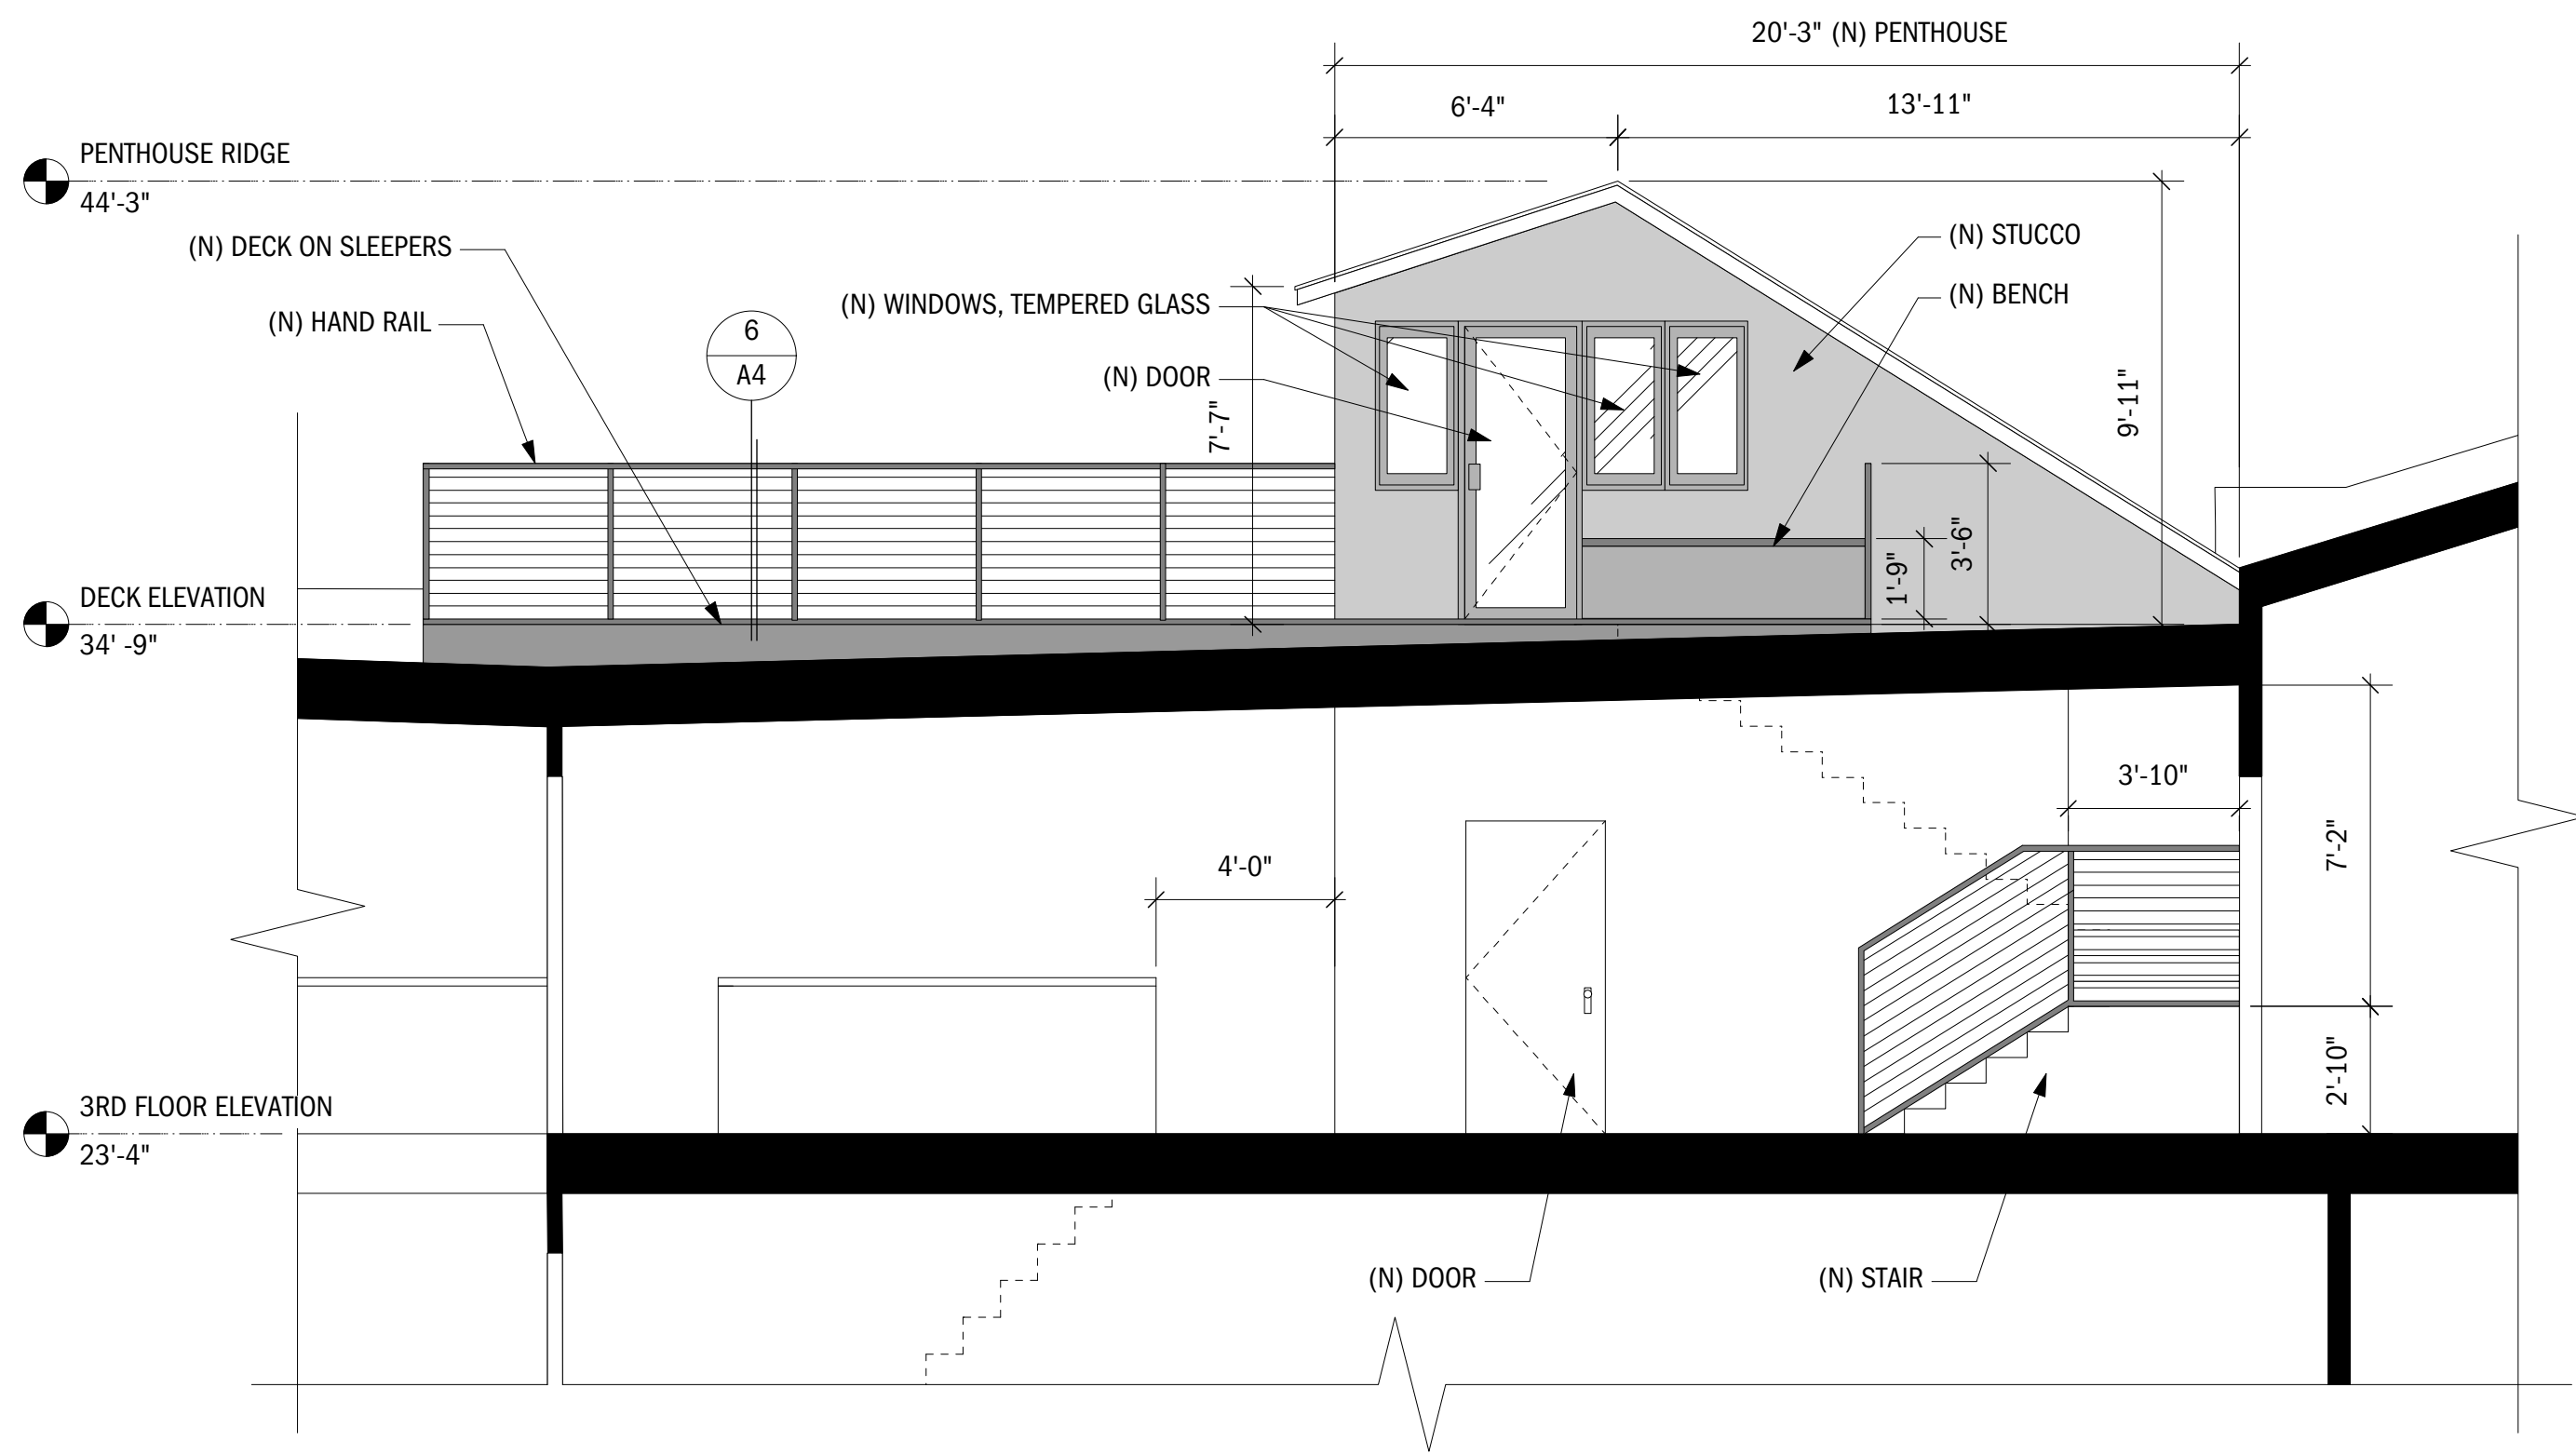 20'-3" (N) PENTHOUSE
6'-4"
13'-11"
PENTHOUSE RIDGE
44'-3"
(N) DECK ON SLEEPERS
(N) HAND RAIL
6
A4
(N) WINDOWS, TEMPERED GLASS
(N) DOOR
7'-7"
(N) STUCCO
(N) BENCH
9'-11"
3'-6"
1'-9"
DECK ELEVATION
34' -9"
3'-10"
7'-2"
4'-0"
2'-10"
3RD FLOOR ELEVATION
23'-4"
(N) DOOR
(N) STAIR